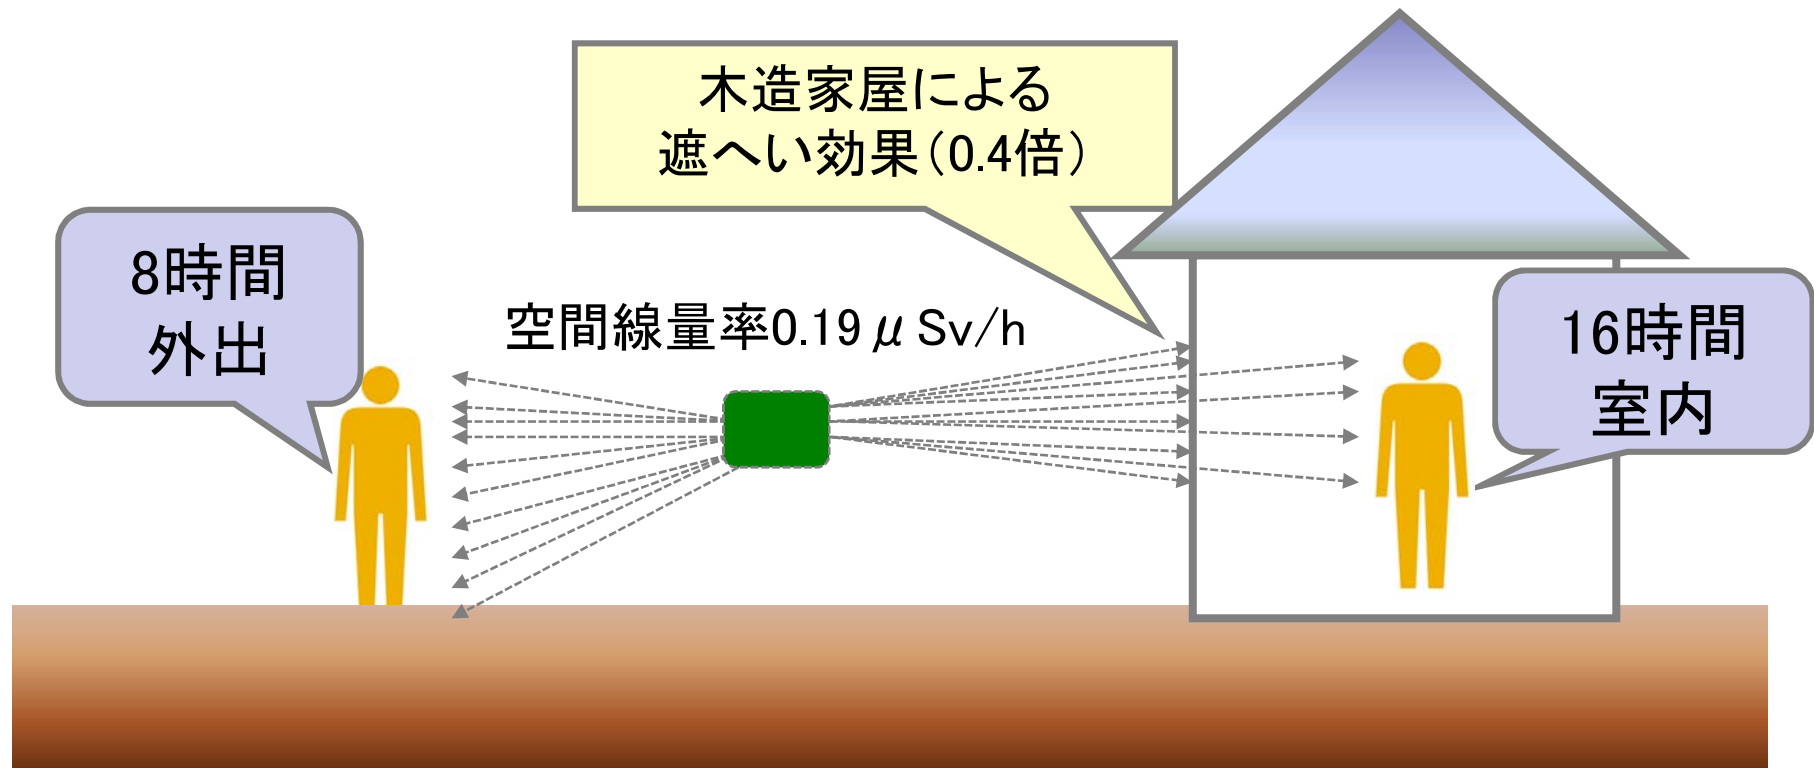 木造家屋による
遮へい効果（0.4倍）
8時間
外出
空間線量率0.19μSv/h
16時間
室内